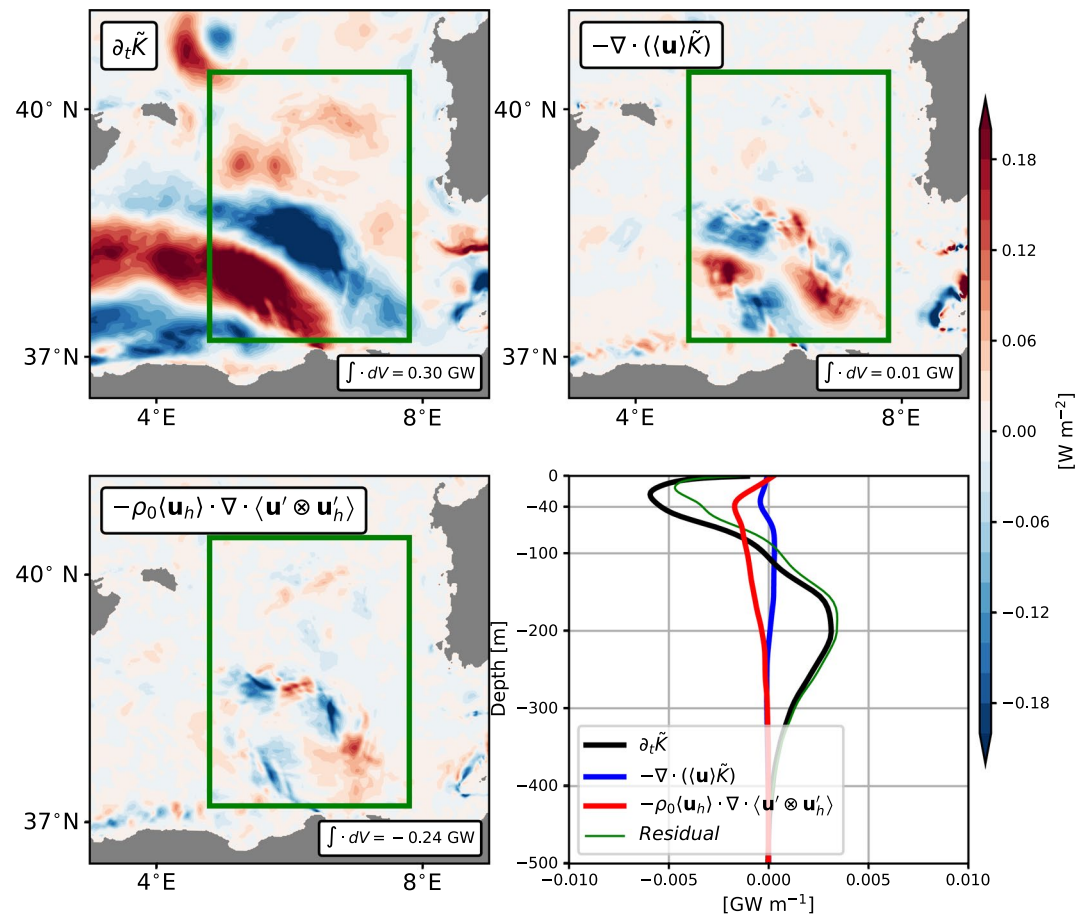 ∂ₜK̃
40° N
37°N
4°E
8°E
∫ · dV = 0.30 GW
−∇ · (⟨u⟩K̃)
4°E
8°E
∫ · dV = 0.01 GW
0.18
0.12
0.06
0.00
−0.06
−0.12
−0.18
[W m⁻²]
−ρ₀⟨uₕ⟩ · ∇ · ⟨u′ ⊗ u′ₕ⟩
40° N
37°N
4°E
8°E
∫ · dV = − 0.24 GW
Depth [m]
0
−40
−100
−200
−300
−400
−500
∂ₜK̃
−∇ · (⟨u⟩K̃)
−ρ₀⟨uₕ⟩ · ∇ · ⟨u′ ⊗ u′ₕ⟩
Residual
−0.010
−0.005
0.000
0.005
0.010
[GW m⁻¹]